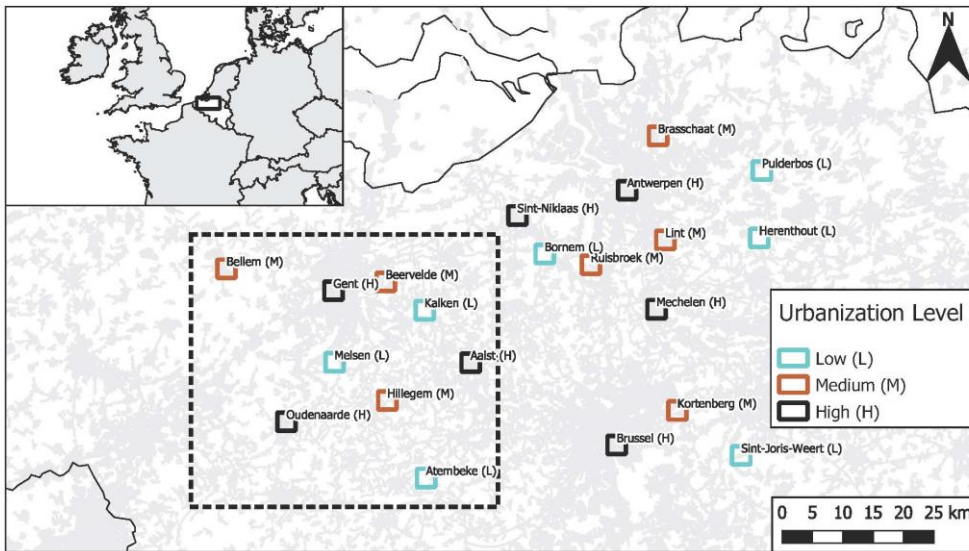 N
Brasschaat (M)
Pulderbos (L)
Antwerpen (H)
Sint-Niklaas (H)
Lint (M)
Herenthout (L)
Bornem (L)
Ruisbroek (M)
Bellem (M)
Beervelde (M)
Gent (H)
Kalken (L)
Mechelen (H)
Urbanization Level
Low (L)
Medium (M)
High (H)
Melsen (L)
Aalst (H)
Hillegem (M)
Oudenaarde (H)
Kortenberg (M)
Brussel (H)
Sint-Joris-Weert (L)
Atembeke (L)
0 5 10 15 20 25 km